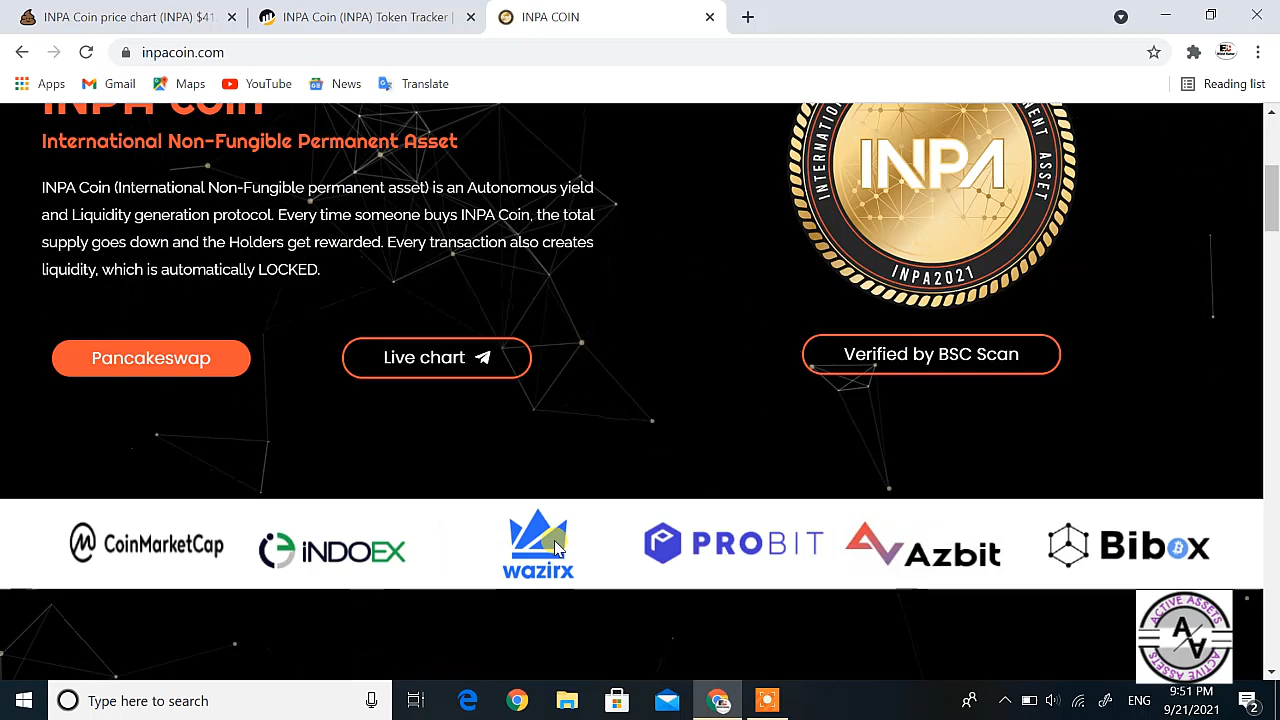 INPA Coin price chart (INPA) $41.
INPA Coin (INPA) Token Tracker |
INPA COIN
inpacoin.com
Apps
Gmail
Maps
YouTube
News
Translate
Reading list
INPA Coin
International Non-Fungible Permanent Asset
INPA Coin (International Non-Fungible permanent asset) is an Autonomous yield
and Liquidity generation protocol. Every time someone buys INPA Coin, the total
supply goes down and the Holders get rewarded. Every transaction also creates
liquidity, which is automatically LOCKED.
Pancakeswap
Live chart
INPA
INPA2021
Verified by BSC Scan
CoinMarketCap
iNDOEX
wazirx
PROBIT
Azbit
Bibox
ACTIVE ASSETS
AA
ACTIVE ASSETS
Type here to search
ENG
9:51 PM
9/21/2021
2